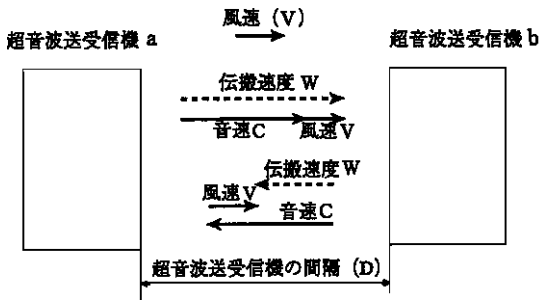 風速（V）
超音波送受信機 a
超音波送受信機 b
伝搬速度 W
音速C 風速V
伝搬速度 W
風速V
音速C
超音波送受信機の間隔（D）